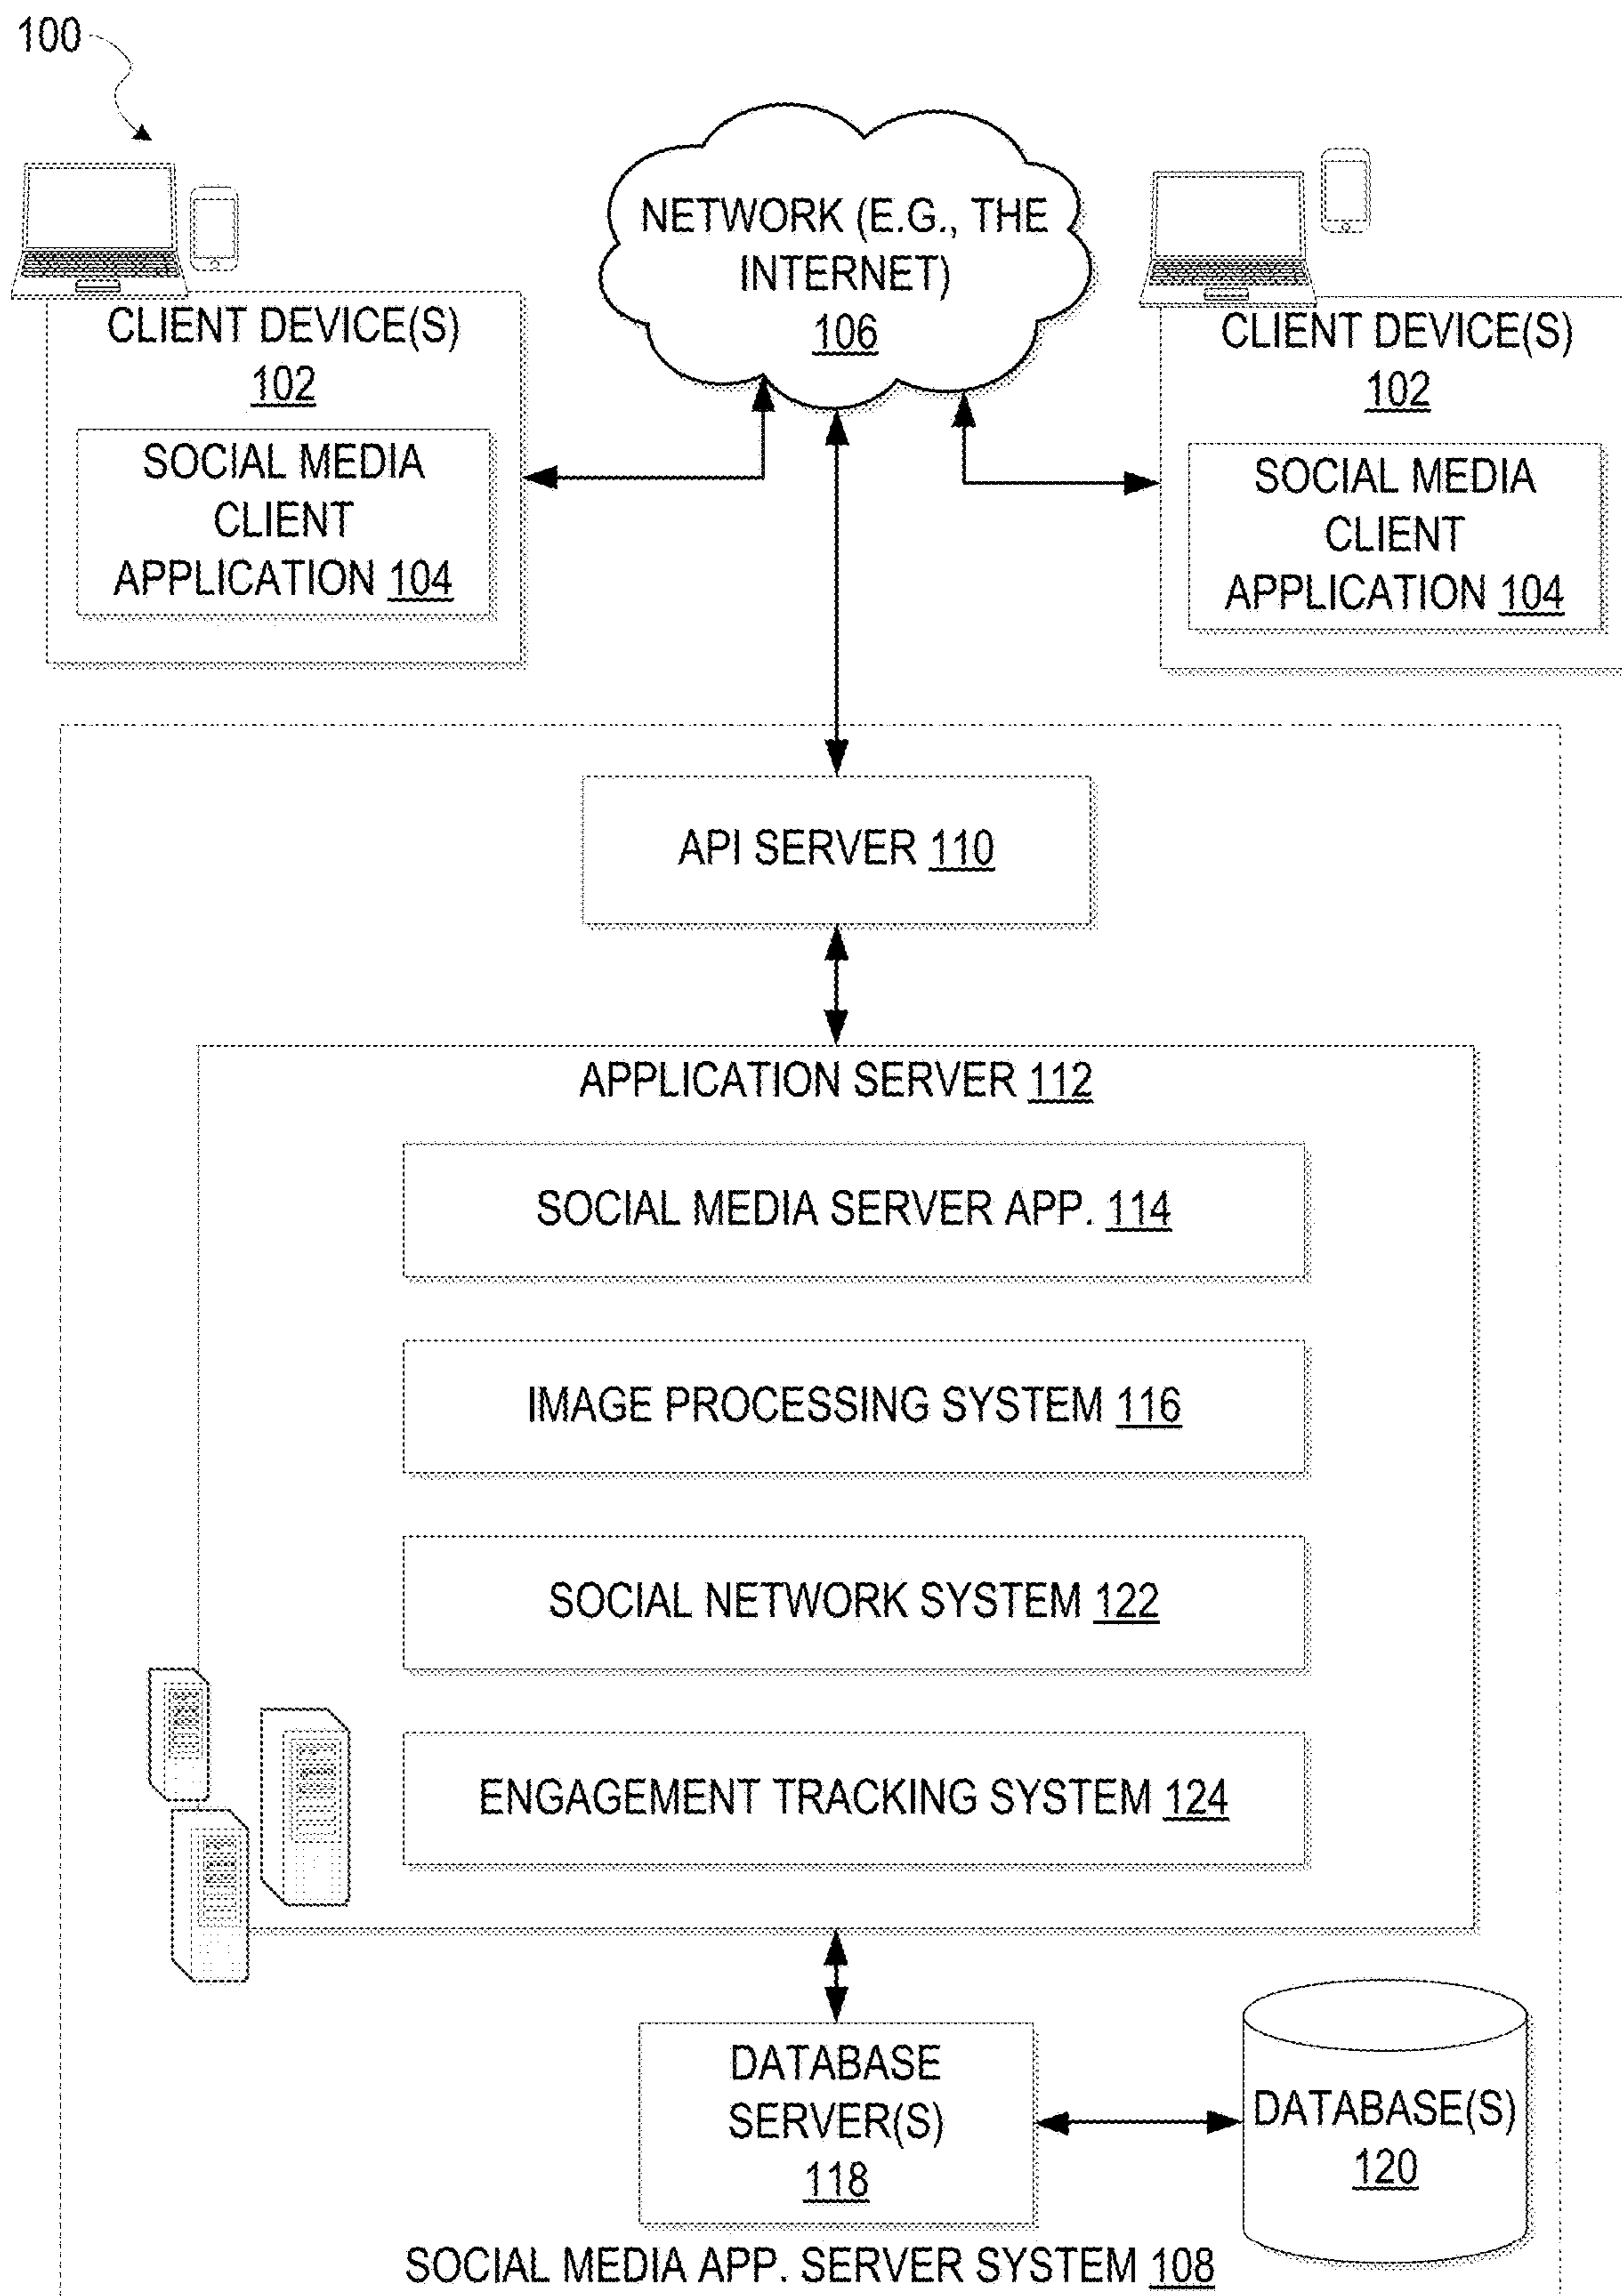 100
NETWORK (E.G., THE
INTERNET)
106
CLIENT DEVICE(S)
102
SOCIAL MEDIA
CLIENT
APPLICATION 104
CLIENT DEVICE(S)
102
SOCIAL MEDIA
CLIENT
APPLICATION 104
API SERVER 110
APPLICATION SERVER 112
SOCIAL MEDIA SERVER APP. 114
IMAGE PROCESSING SYSTEM 116
SOCIAL NETWORK SYSTEM 122
ENGAGEMENT TRACKING SYSTEM 124
DATABASE
SERVER(S)
118
DATABASE(S)
120
SOCIAL MEDIA APP. SERVER SYSTEM 108